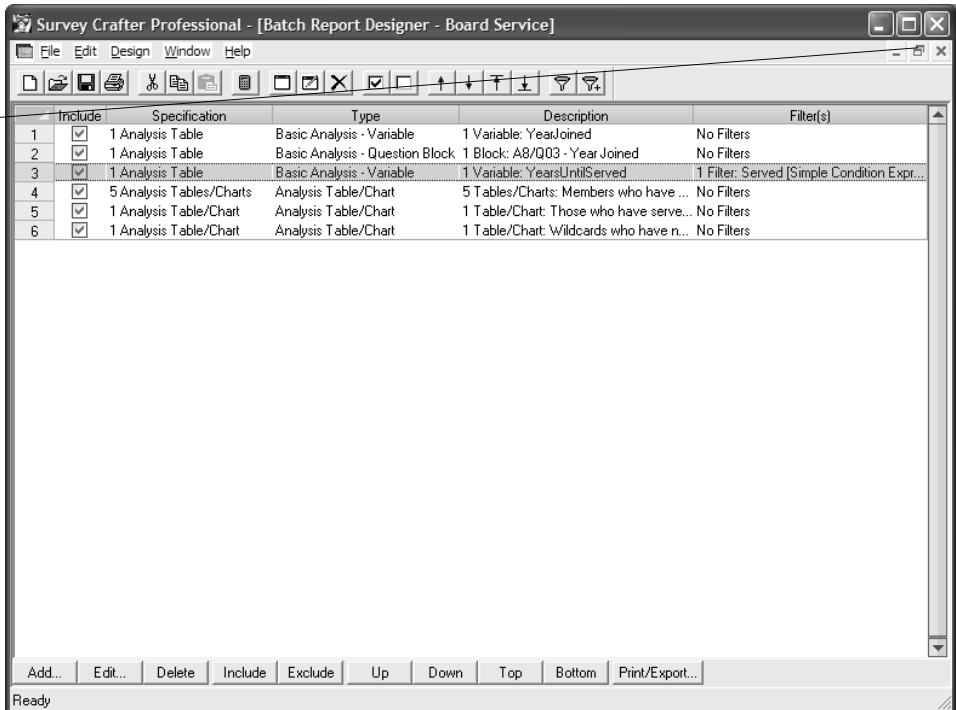 Survey Crafter Professional - [Batch Report Designer - Board Service]
File Edit Design Window Help
Include Specification Type Description Filter(s)
1 1 Analysis Table Basic Analysis - Variable 1 Variable: YearJoined No Filters
2 1 Analysis Table Basic Analysis - Question Block 1 Block: A8/Q03 - Year Joined No Filters
3 1 Analysis Table Basic Analysis - Variable 1 Variable: YearsUntilServed 1 Filter: Served [Simple Condition Expr...
4 5 Analysis Tables/Charts Analysis Table/Chart 5 Tables/Charts: Members who have ... No Filters
5 1 Analysis Table/Chart Analysis Table/Chart 1 Table/Chart: Those who have serve... No Filters
6 1 Analysis Table/Chart Analysis Table/Chart 1 Table/Chart: Wildcards who have n... No Filters
Add... Edit... Delete Include Exclude Up Down Top Bottom Print/Export...
Ready